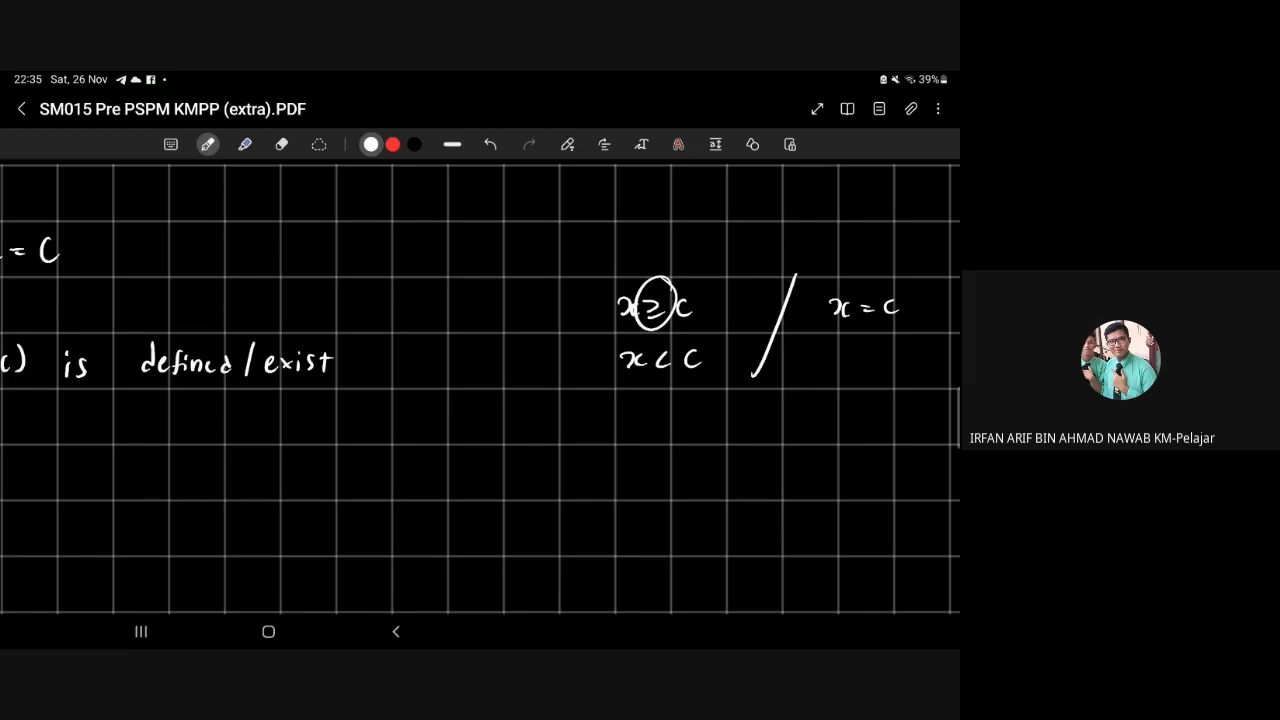 22:35 Sat, 26 Nov 39%
SM015 Pre PSPM KMPP (extra).PDF
= C
x ≥ c / x = c
c) is defined / exist
x < c
IRFAN ARIF BIN AHMAD NAWAB KM-Pelajar